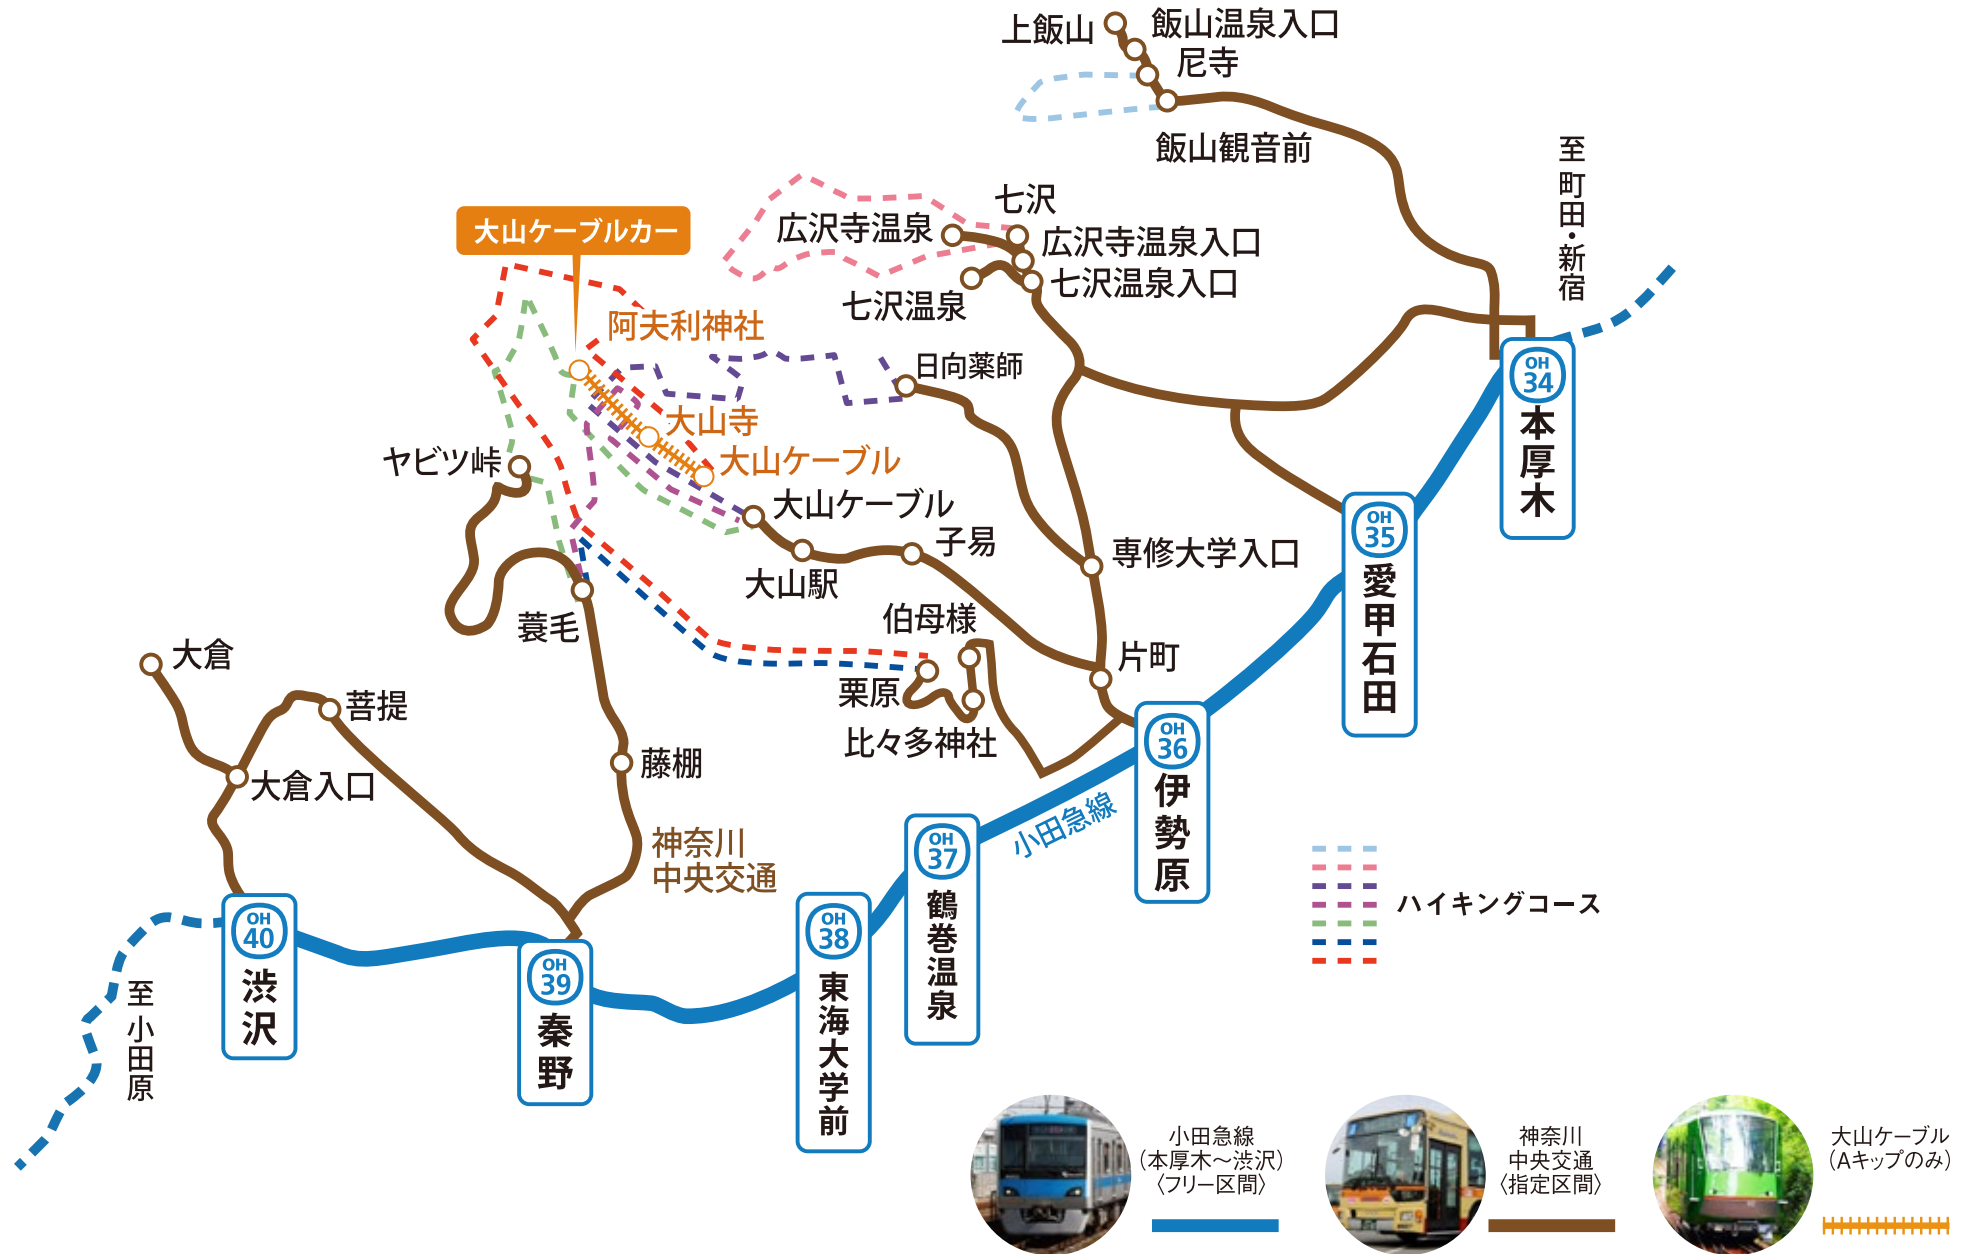 上飯山
飯山温泉入口
尼寺
飯山観音前
至 町田・新宿
七沢
広沢寺温泉
広沢寺温泉入口
七沢温泉入口
七沢温泉
大山ケーブルカー
阿夫利神社
日向薬師
大山寺
大山ケーブル
ヤビツ峠
大山ケーブル
子易
大山駅
専修大学入口
蓑毛
伯母様
片町
栗原
比々多神社
大倉
菩提
大倉入口
藤棚
神奈川
中央交通
小田急線
OH
34
本厚木
OH
35
愛甲石田
OH
36
伊勢原
OH
37
鶴巻温泉
OH
38
東海大学前
OH
39
秦野
OH
40
渋沢
至 小田原
ハイキングコース
小田急線
(本厚木～渋沢)
〈フリー区間〉
神奈川
中央交通
〈指定区間〉
大山ケーブル
(Aキップのみ)